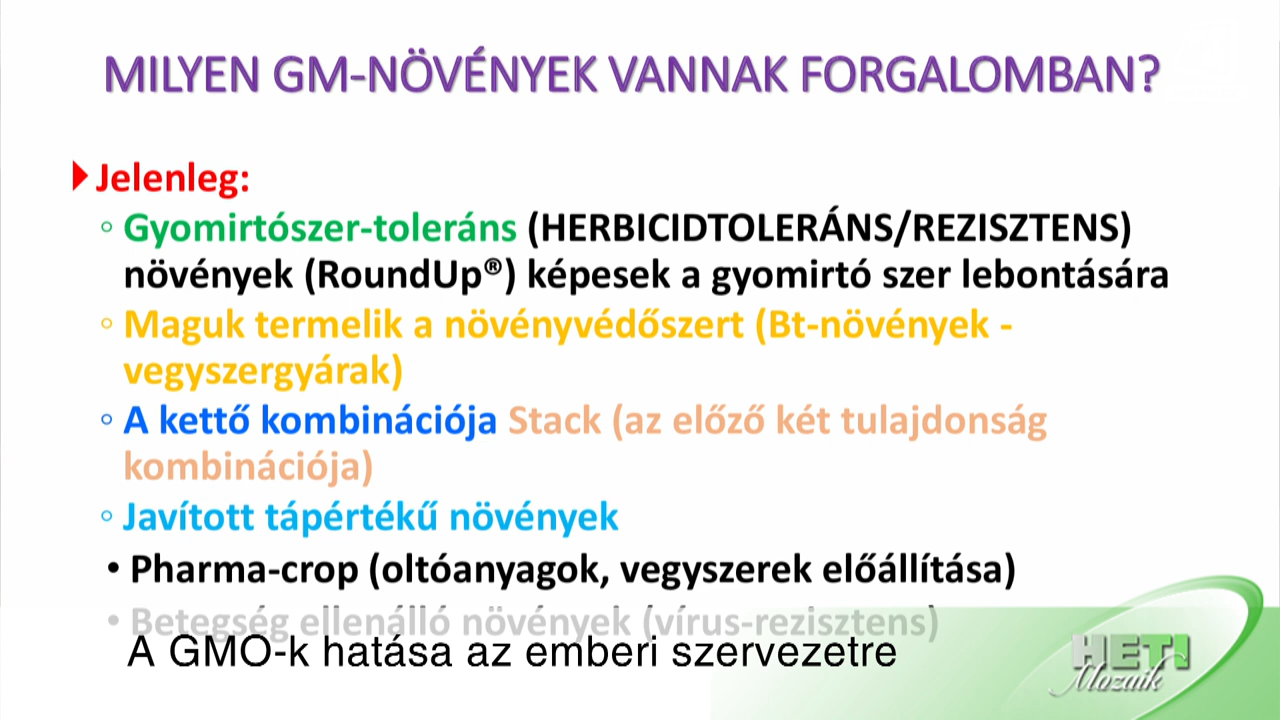 MILYEN GM-NÖVÉNYEK VANNAK FORGALOMBAN?
Jelenleg:
◦ Gyomirtószer-toleráns (HERBICIDTOLERÁNS/REZISZTENS)
növények (RoundUp®) képesek a gyomirtó szer lebontására
◦ Maguk termelik a növényvédőszert (Bt-növények -
vegyszergyárak)
◦ A kettő kombinációja Stack (az előző két tulajdonság
kombinációja)
◦ Javított tápértékű növények
• Pharma-crop (oltóanyagok, vegyszerek előállítása)
• Betegség ellenálló növények (vírus-rezisztens)
A GMO-k hatása az emberi szervezetre
HETI
Mozaik